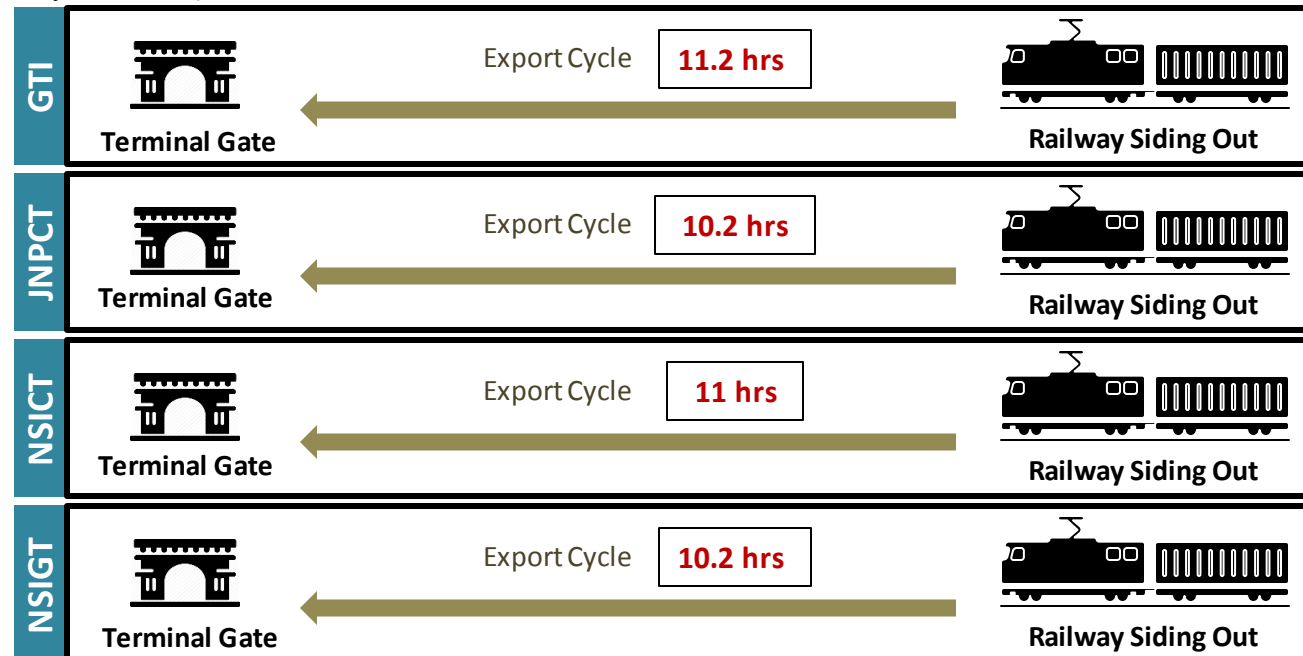 GTI
Export Cycle 11.2 hrs
Terminal Gate
Railway Siding Out
JNPCT
Export Cycle 10.2 hrs
Terminal Gate
Railway Siding Out
NSICT
Export Cycle 11 hrs
Terminal Gate
Railway Siding Out
NSIGT
Export Cycle 10.2 hrs
Terminal Gate
Railway Siding Out